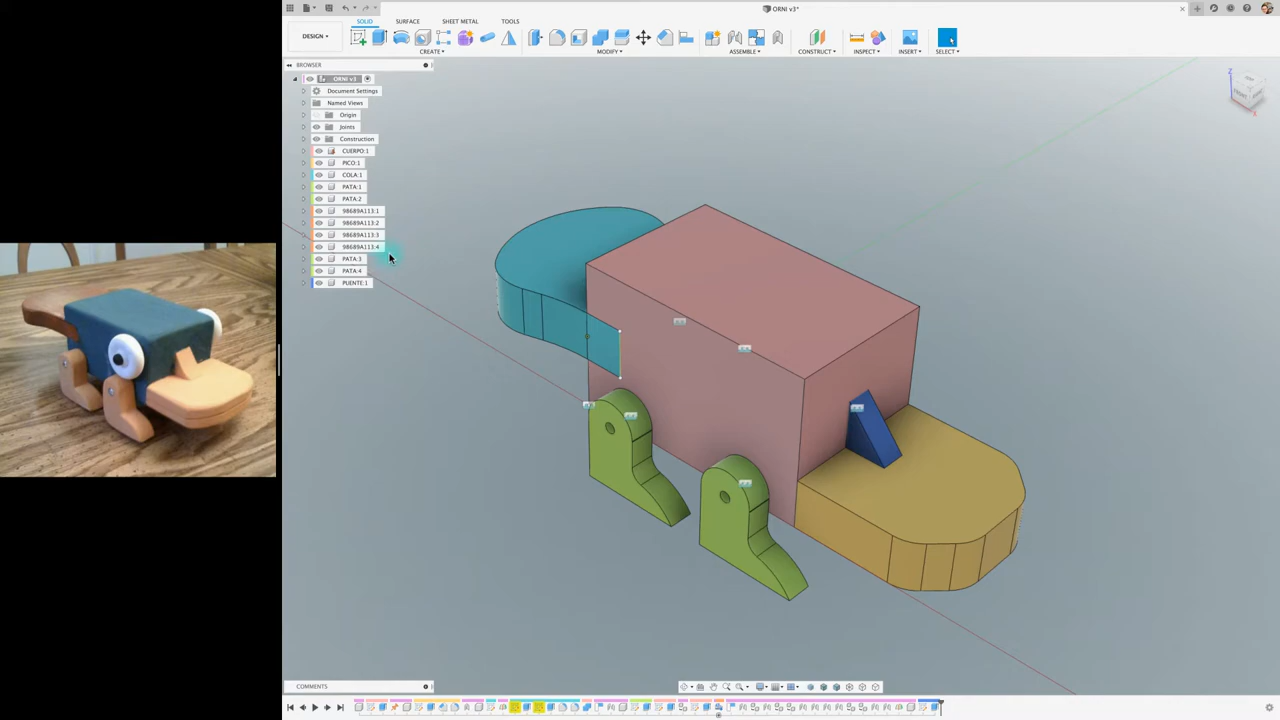 ORNI v3*
SOLID SURFACE SHEET METAL TOOLS
DESIGN
CREATE MODIFY ASSEMBLE CONSTRUCT INSPECT INSERT SELECT
BROWSER
ORNI v3
Document Settings
Named Views
Origin
Joints
Construction
CUERPO:1
PICO:1
COLA:1
PATA:1
PATA:2
98689A113:1
98689A113:2
98689A113:3
98689A113:4
PATA:3
PATA:4
PUENTE:1
Z
X
COMMENTS